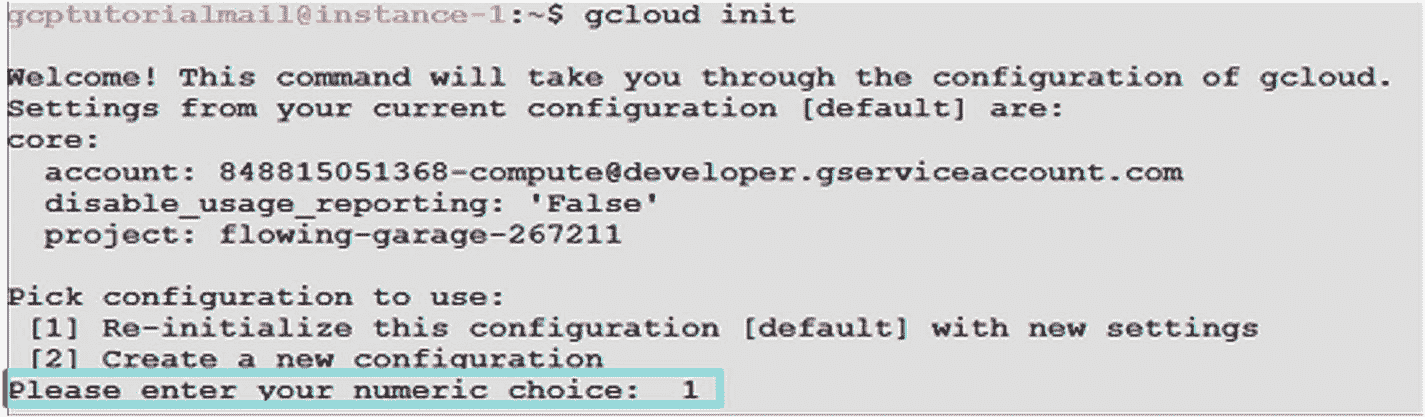 gcptutorialmail@instance-1:~$ gcloud init
Welcome! This command will take you through the configuration of gcloud.
Settings from your current configuration [default] are:
core:
  account: 848815051368-compute@developer.gserviceaccount.com
  disable_usage_reporting: 'False'
  project: flowing-garage-267211
Pick configuration to use:
 [1] Re-initialize this configuration [default] with new settings
 [2] Create a new configuration
Please enter your numeric choice:  1